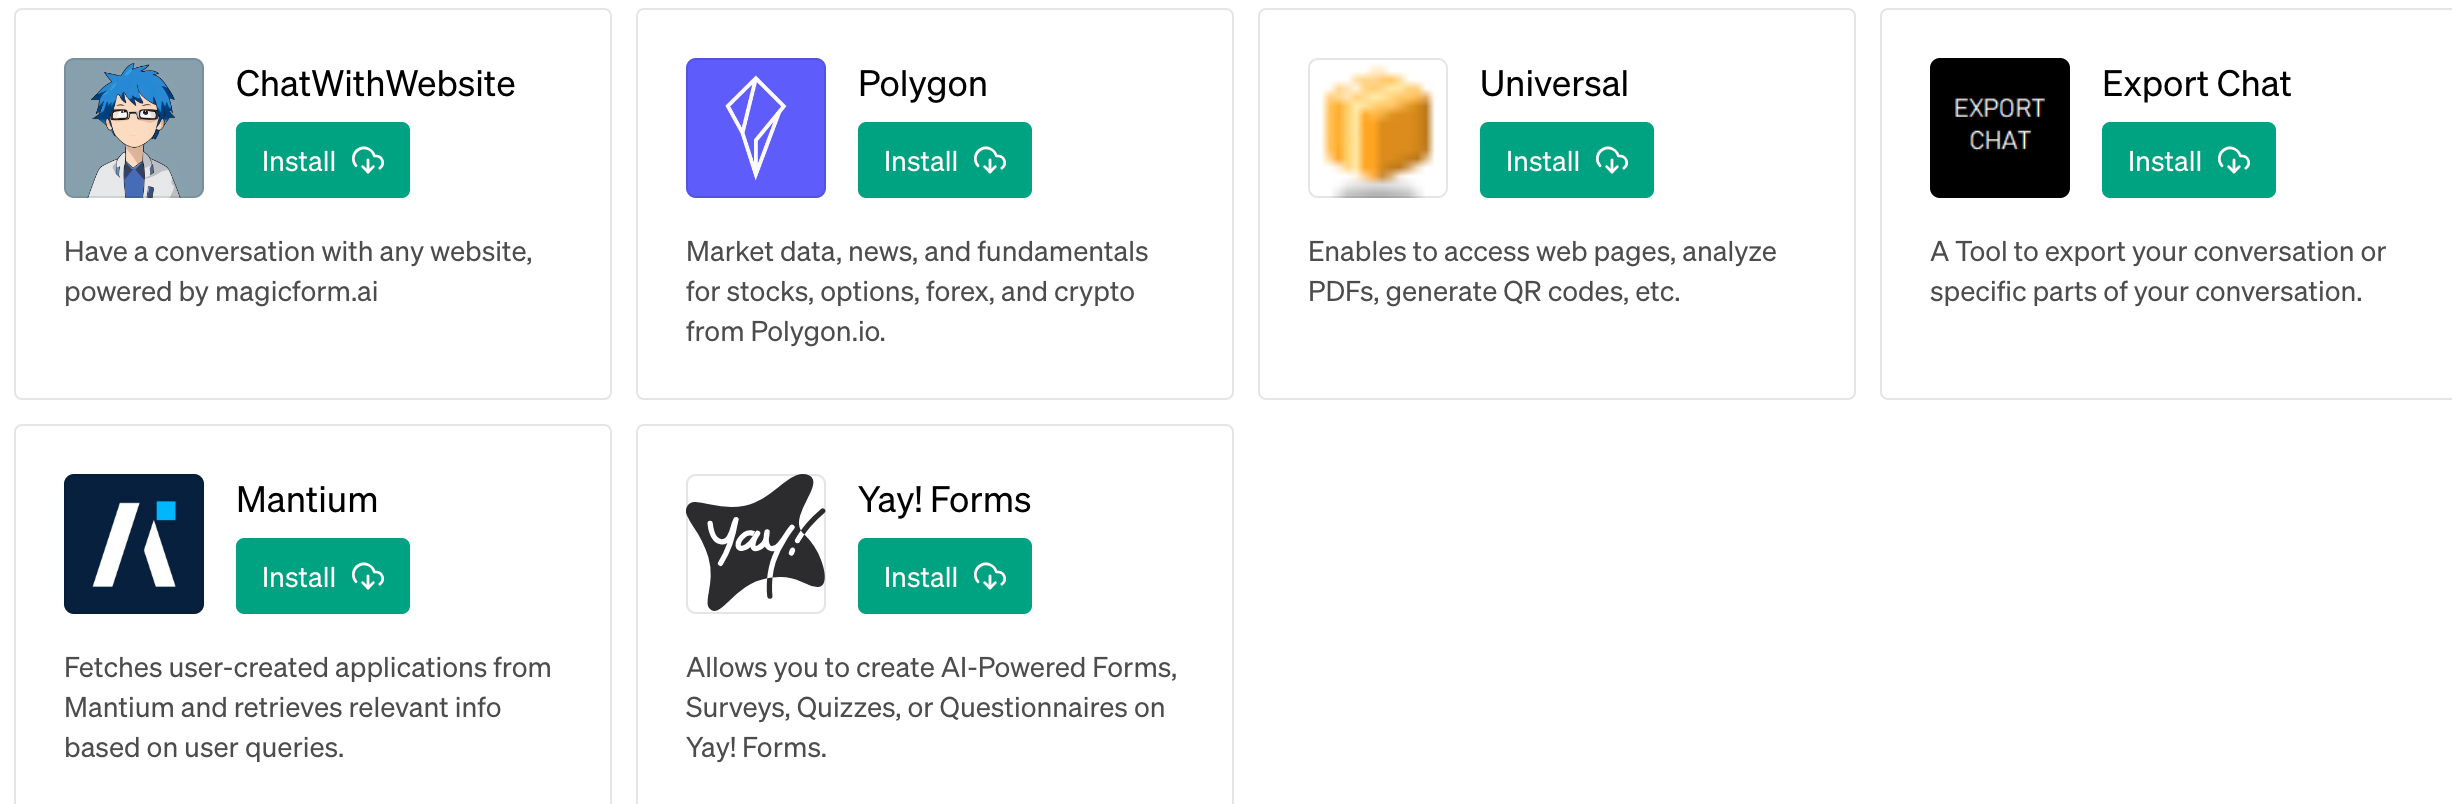 ChatWithWebsite
Install
Have a conversation with any website,
powered by magicform.ai
Polygon
Install
Market data, news, and fundamentals
for stocks, options, forex, and crypto
from Polygon.io.
Universal
Install
Enables to access web pages, analyze
PDFs, generate QR codes, etc.
EXPORT
CHAT
Export Chat
Install
A Tool to export your conversation or
specific parts of your conversation.
Mantium
Install
Fetches user-created applications from
Mantium and retrieves relevant info
based on user queries.
Yay!
Yay! Forms
Install
Allows you to create AI-Powered Forms,
Surveys, Quizzes, or Questionnaires on
Yay! Forms.